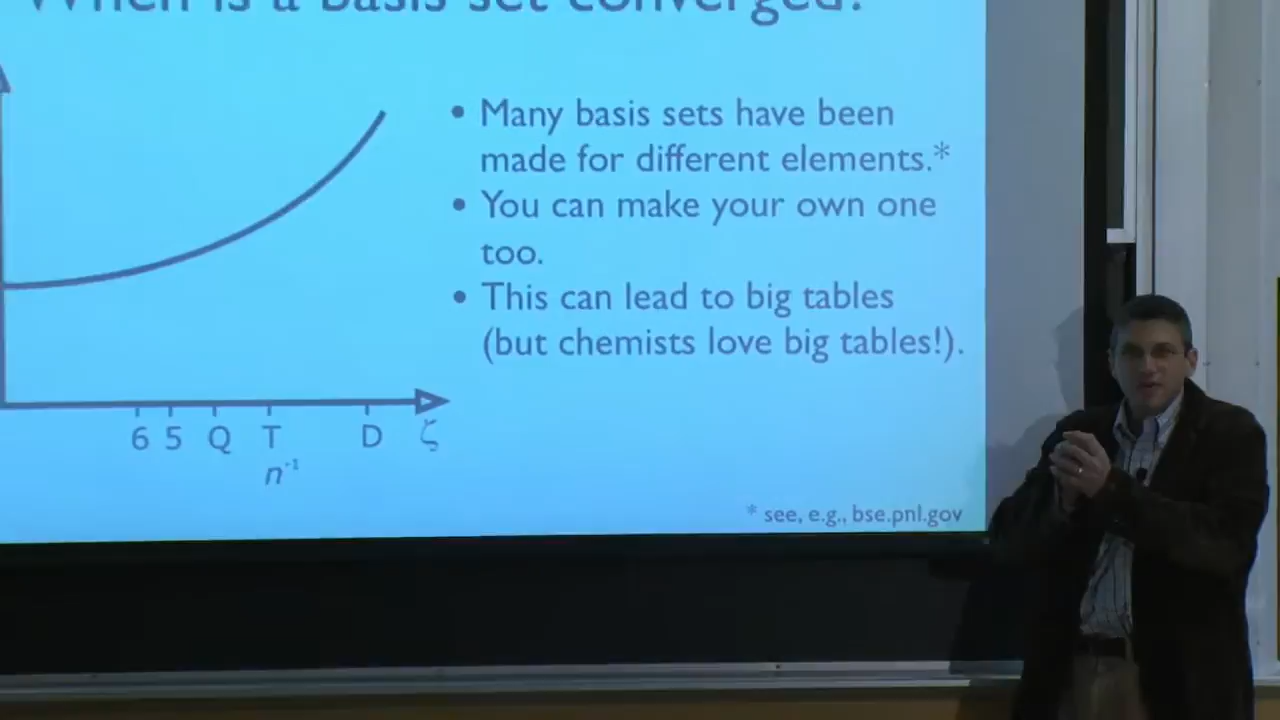 When is a basis set converged?
• Many basis sets have been
made for different elements.*
• You can make your own one
too.
• This can lead to big tables
(but chemists love big tables!).
6 5 Q T D ζ
n⁻¹
* see, e.g., bse.pnl.gov